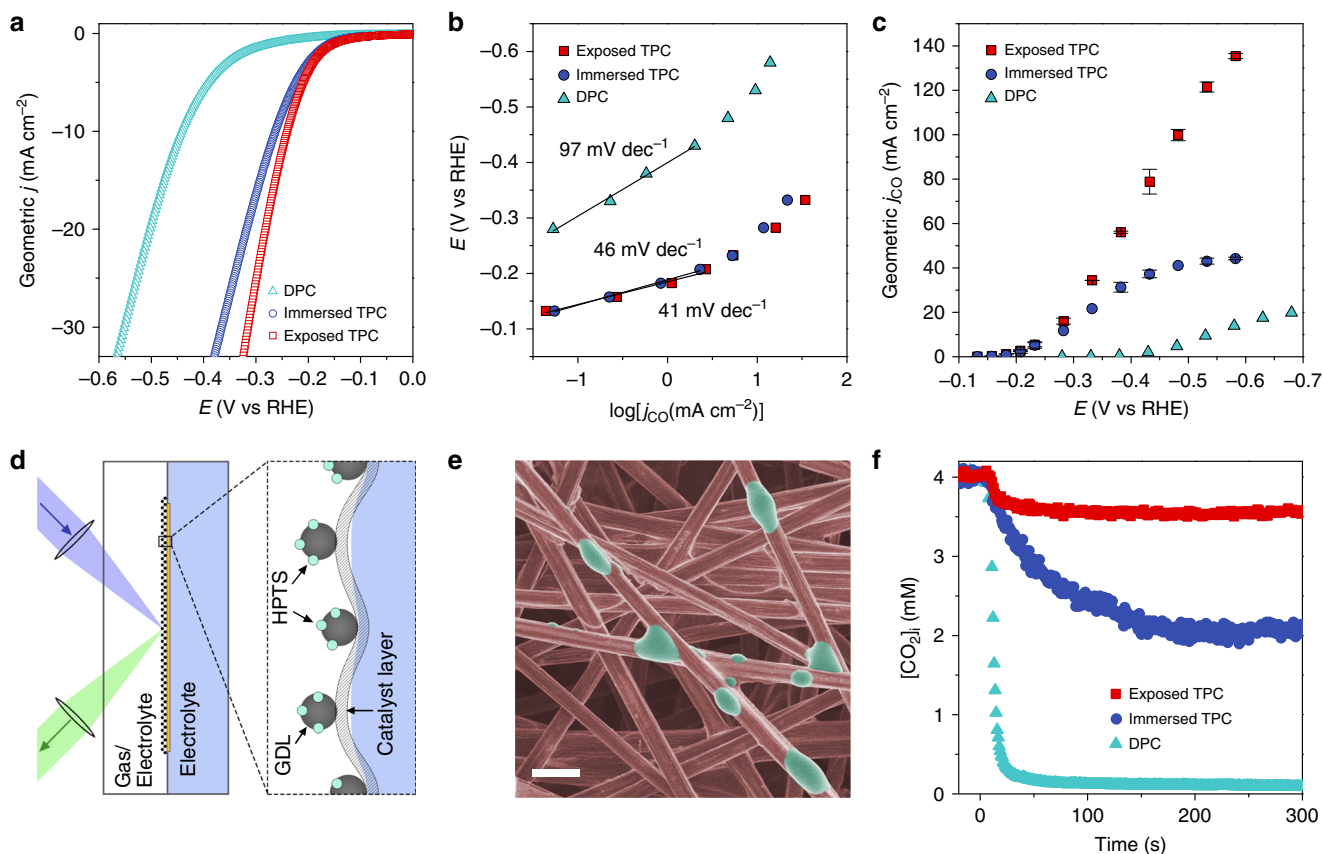 a
0
−10
−20
−30
Geometric j (mA cm−2)
DPC
Immersed TPC
Exposed TPC
−0.6
−0.5
−0.4
−0.3
−0.2
−0.1
0.0
E (V vs RHE)
b
−0.6
−0.5
−0.4
−0.3
−0.2
−0.1
E (V vs RHE)
Exposed TPC
Immersed TPC
DPC
97 mV dec−1
46 mV dec−1
41 mV dec−1
−1
0
1
2
log[jCO(mA cm−2)]
c
140
120
100
80
60
40
20
0
Geometric jCO (mA cm−2)
Exposed TPC
Immersed TPC
DPC
−0.1
−0.2
−0.3
−0.4
−0.5
−0.6
−0.7
E (V vs RHE)
d
Gas/
Electrolyte
Electrolyte
HPTS
GDL
Catalyst layer
e
f
4
3
2
1
0
[CO2]i (mM)
Exposed TPC
Immersed TPC
DPC
0
100
200
300
Time (s)